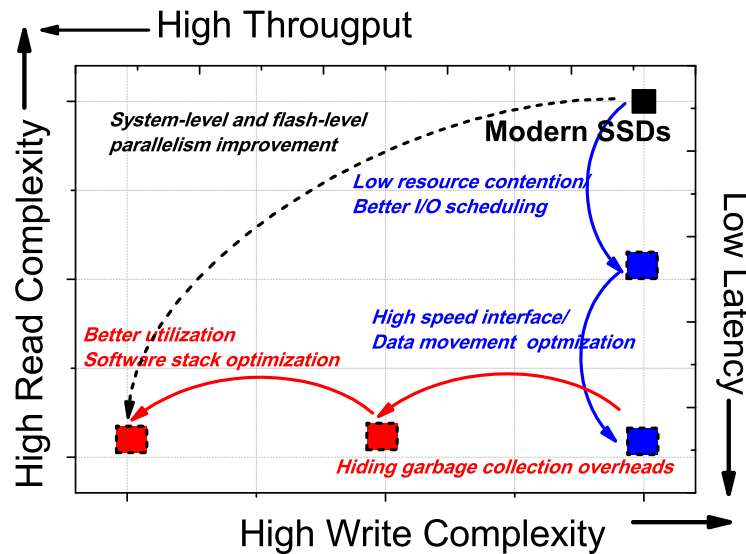 High Througput
System-level and flash-level
parallelism improvement
Modern SSDs
Low resource contention/
Better I/O scheduling
High Read Complexity
Low Latency
High speed interface/
Data movement optmization
Better utilization
Software stack optimization
Hiding garbage collection overheads
High Write Complexity